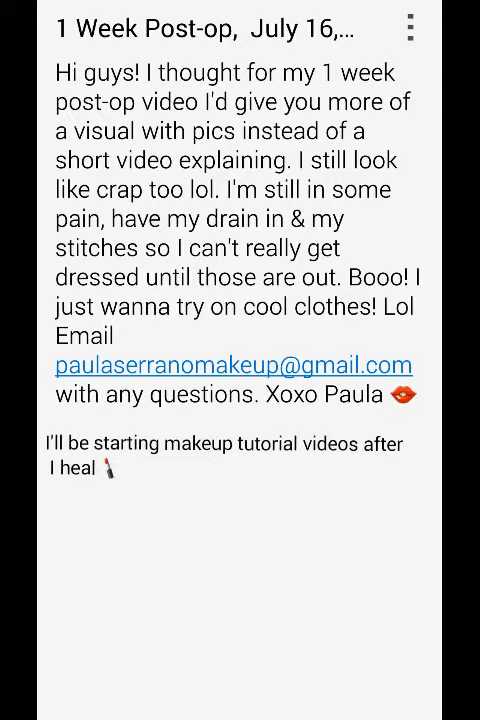 1 Week Post-op,  July 16,...
Hi guys! I thought for my 1 week
post-op video I'd give you more of
a visual with pics instead of a
short video explaining. I still look
like crap too lol. I'm still in some
pain, have my drain in & my
stitches so I can't really get
dressed until those are out. Booo! I
just wanna try on cool clothes! Lol
Email
paulaserranomakeup@gmail.com
with any questions. Xoxo Paula 💋
I'll be starting makeup tutorial videos after
I heal 💄